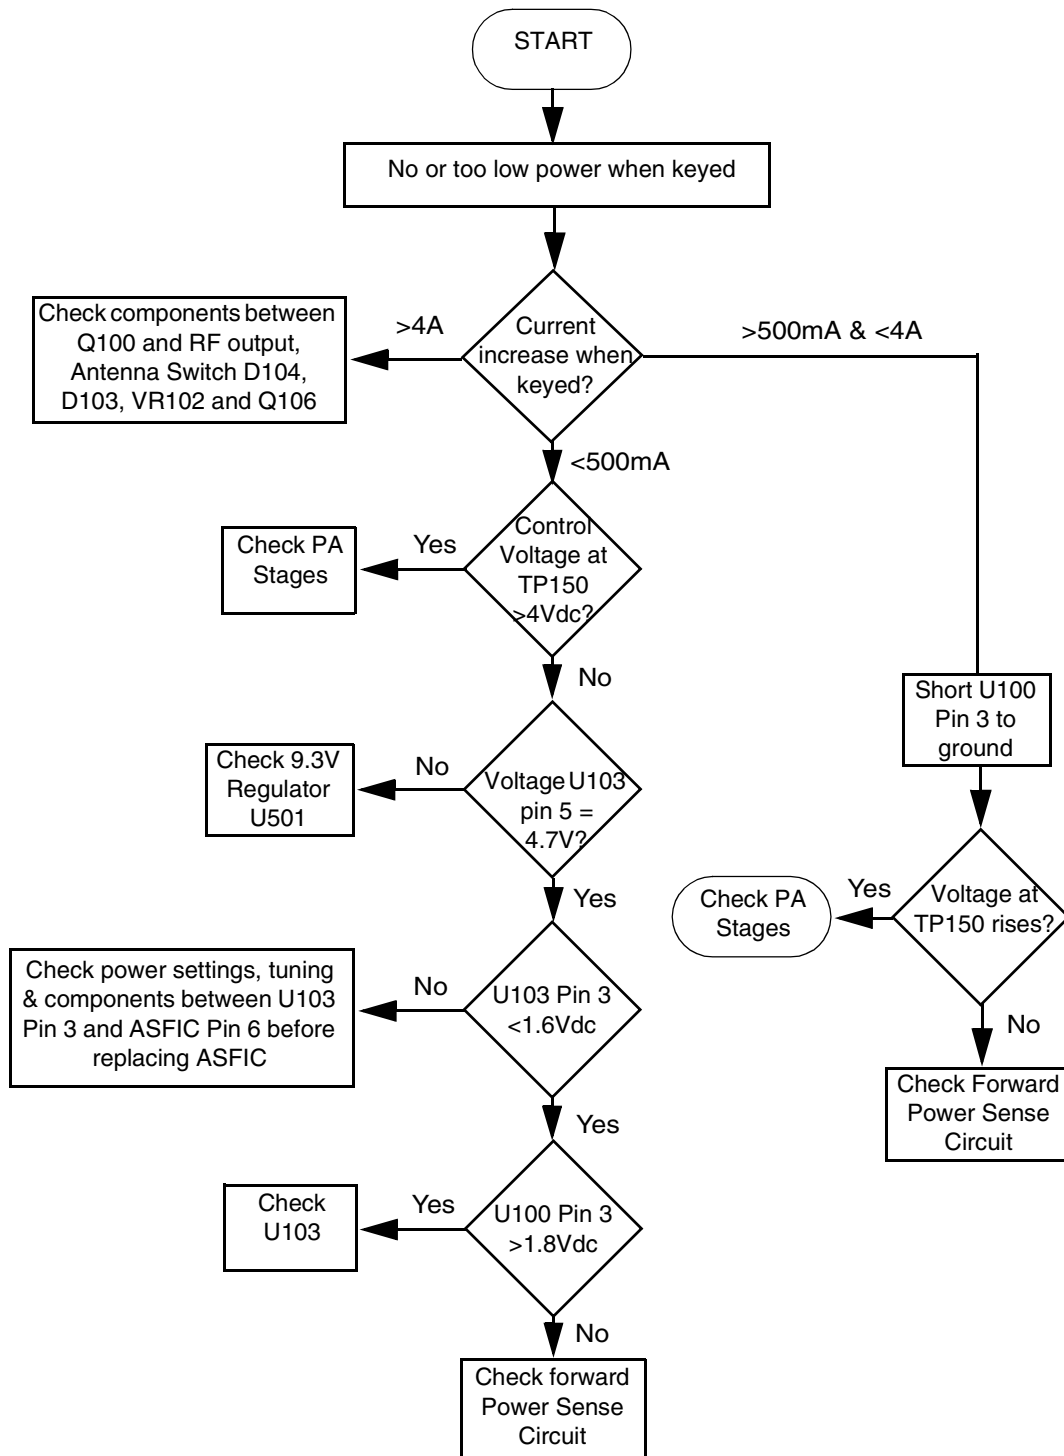 START
No or too low power when keyed
Check components between
Q100 and RF output,
Antenna Switch D104,
D103, VR102 and Q106
>4A
Current
increase when
keyed?
>500mA & <4A
<500mA
Check PA
Stages
Yes
Control
Voltage at
TP150
>4Vdc?
No
Short U100
Pin 3 to
ground
Check 9.3V
Regulator
U501
No
Voltage U103
pin 5 =
4.7V?
Yes
Check PA
Stages
Yes
Voltage at
TP150 rises?
No
Check Forward
Power Sense
Circuit
Check power settings, tuning
& components between U103
Pin 3 and ASFIC Pin 6 before
replacing ASFIC
No
U103 Pin 3
<1.6Vdc
Yes
Check
U103
Yes
U100 Pin 3
>1.8Vdc
No
Check forward
Power Sense
Circuit